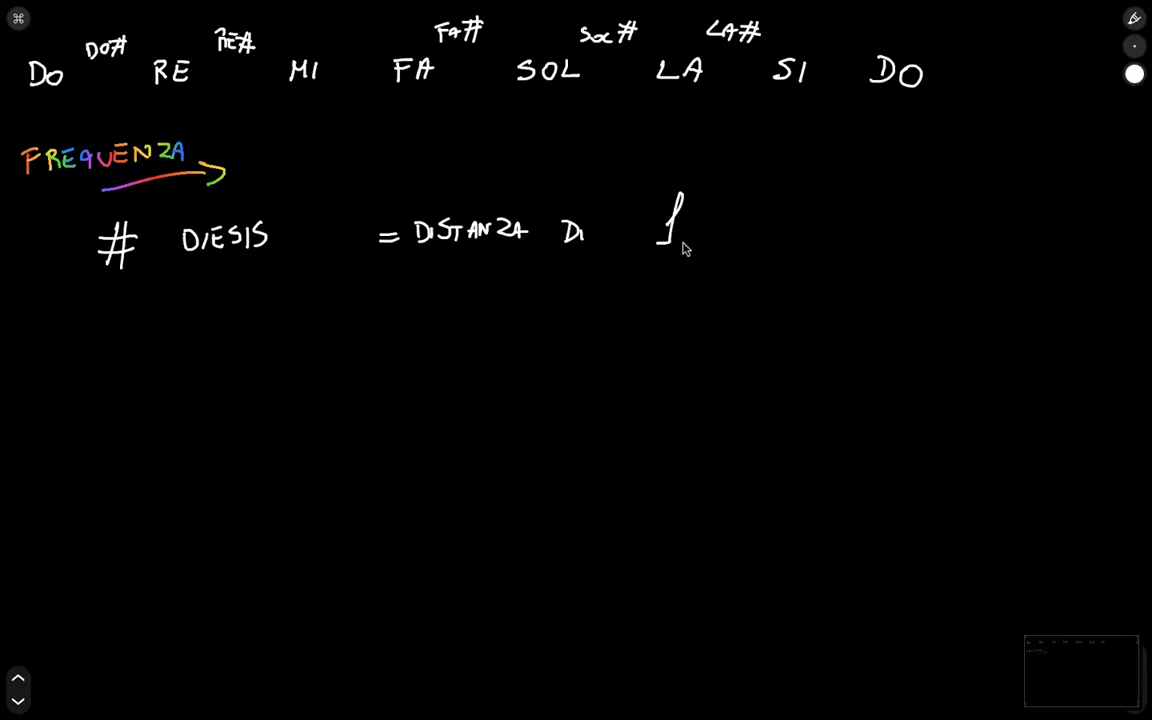 DO# RE# FA# SOL# LA#
DO RE MI FA SOL LA SI DO
FREQUENZA
# DIESIS = DISTANZA DI